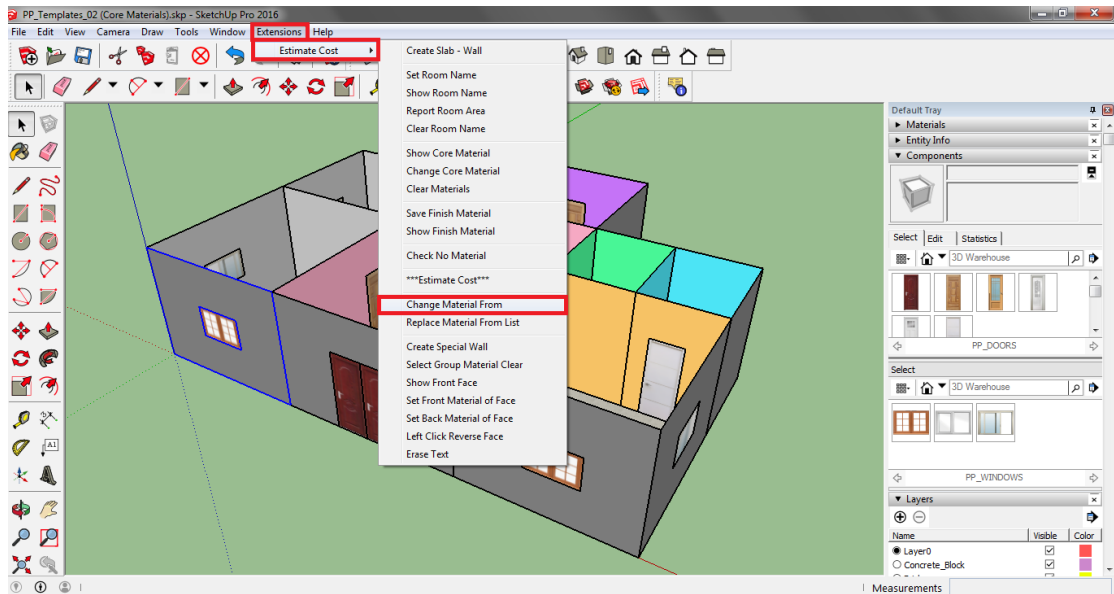 PP_Templates_02 (Core Materials).skp - SketchUp Pro 2016
File Edit View Camera Draw Tools Window Extensions Help
Estimate Cost
Create Slab - Wall
Set Room Name
Show Room Name
Report Room Area
Clear Room Name
Show Core Material
Change Core Material
Clear Materials
Save Finish Material
Show Finish Material
Check No Material
***Estimate Cost***
Change Material From
Replace Material From List
Create Special Wall
Select Group Material Clear
Show Front Face
Set Front Material of Face
Set Back Material of Face
Left Click Reverse Face
Erase Text
A1
Default Tray
Materials
Entity Info
Components
Select Edit Statistics
3D Warehouse
PP_DOORS
Select
3D Warehouse
PP_WINDOWS
Layers
Name Visible Color
Layer0
Concrete_Block
Measurements